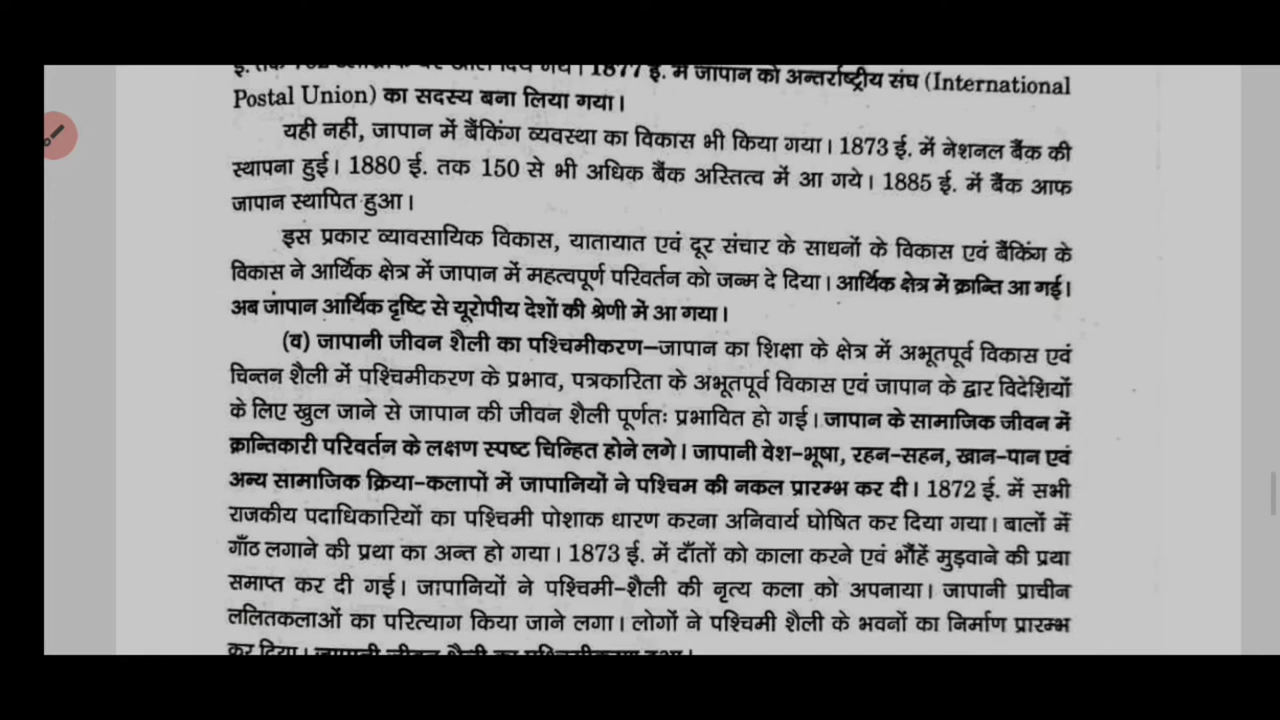 1877 ई. में जापान को अन्तर्राष्ट्रीय संघ (International
Postal Union) का सदस्य बना लिया गया।
यही नहीं, जापान में बैंकिंग व्यवस्था का विकास भी किया गया। 1873 ई. में नेशनल बैंक की
स्थापना हुई। 1880 ई. तक 150 से भी अधिक बैंक अस्तित्व में आ गये। 1885 ई. में बैंक आफ
जापान स्थापित हुआ।
इस प्रकार व्यावसायिक विकास, यातायात एवं दूर संचार के साधनों के विकास एवं बैंकिंग के
विकास ने आर्थिक क्षेत्र में जापान में महत्वपूर्ण परिवर्तन को जन्म दे दिया। आर्थिक क्षेत्र में क्रान्ति आ गई।
अब जापान आर्थिक दृष्टि से यूरोपीय देशों की श्रेणी में आ गया।
(व) जापानी जीवन शैली का पश्चिमीकरण–जापान का शिक्षा के क्षेत्र में अभूतपूर्व विकास एवं
चिन्तन शैली में पश्चिमीकरण के प्रभाव, पत्रकारिता के अभूतपूर्व विकास एवं जापान के द्वार विदेशियों
के लिए खुल जाने से जापान की जीवन शैली पूर्णतः प्रभावित हो गई। जापान के सामाजिक जीवन में
क्रान्तिकारी परिवर्तन के लक्षण स्पष्ट चिन्हित होने लगे। जापानी वेश-भूषा, रहन-सहन, खान-पान एवं
अन्य सामाजिक क्रिया-कलापों में जापानियों ने पश्चिम की नकल प्रारम्भ कर दी। 1872 ई. में सभी
राजकीय पदाधिकारियों का पश्चिमी पोशाक धारण करना अनिवार्य घोषित कर दिया गया। बालों में
गाँठ लगाने की प्रथा का अन्त हो गया। 1873 ई. में दाँतों को काला करने एवं भौंहें मुड़वाने की प्रथा
समाप्त कर दी गई। जापानियों ने पश्चिमी-शैली की नृत्य कला को अपनाया। जापानी प्राचीन
ललितकलाओं का परित्याग किया जाने लगा। लोगों ने पश्चिमी शैली के भवनों का निर्माण प्रारम्भ
कर दिया। जापानी जीवन शैली का पश्चिमीकरण हुआ।